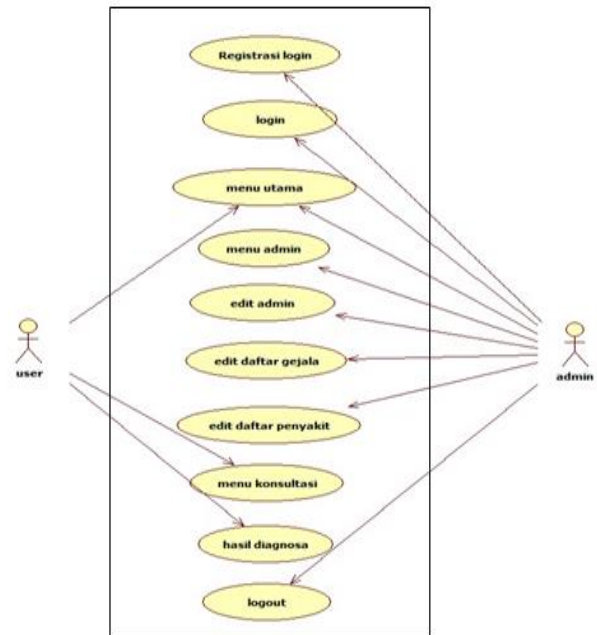 Registrasi login
login
menu utama
menu admin
edit admin
edit daftar gejala
user
admin
edit daftar penyakit
menu konsultasi
hasil diagnosa
logout